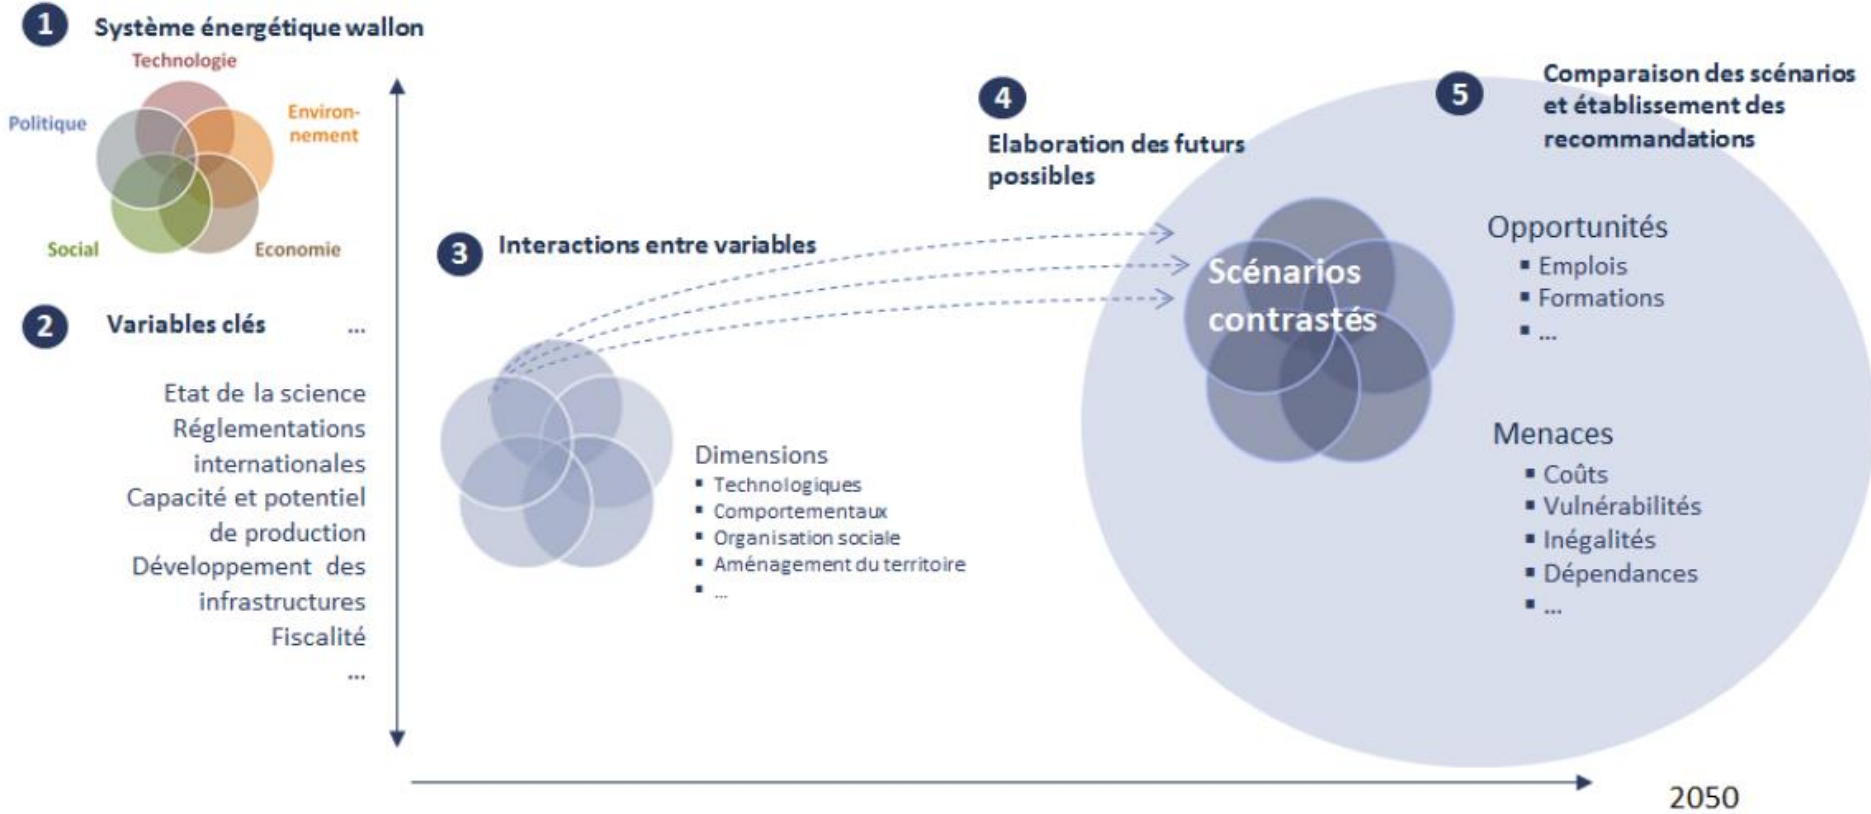 1
Système énergétique wallon
Technologie
Politique
Environ-
nement
Social
Economie
2
Variables clés
...
Etat de la science
Réglementations
internationales
Capacité et potentiel
de production
Développement des
infrastructures
Fiscalité
...
3
Interactions entre variables
Dimensions
▪ Technologiques
▪ Comportementaux
▪ Organisation sociale
▪ Aménagement du territoire
▪ ...
4
Elaboration des futurs
possibles
Scénarios
contrastés
5
Comparaison des scénarios
et établissement des
recommandations
Opportunités
▪ Emplois
▪ Formations
▪ ...
Menaces
▪ Coûts
▪ Vulnérabilités
▪ Inégalités
▪ Dépendances
▪ ...
2050